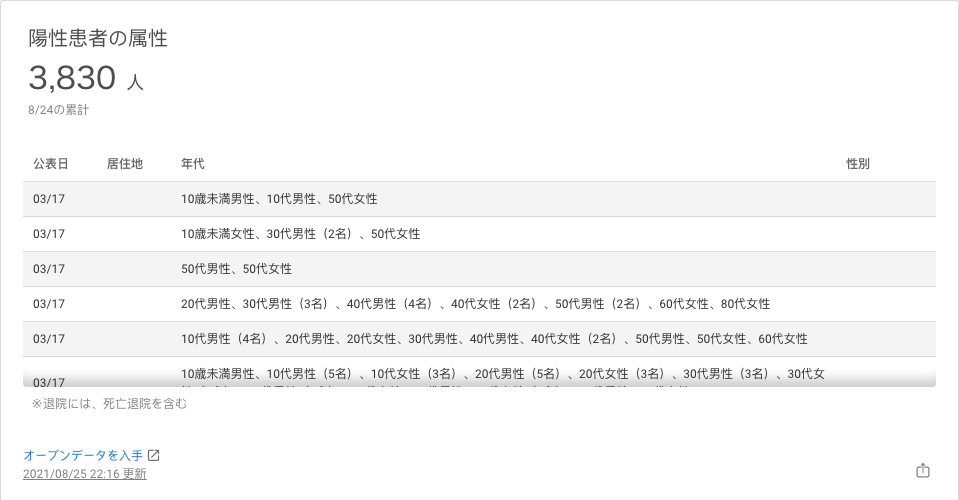 陽性患者の属性
3,830 人
8/24の累計
公表日 居住地 年代 性別
03/17 10歳未満男性、10代男性、50代女性
03/17 10歳未満女性、30代男性（2名）、50代女性
03/17 50代男性、50代女性
03/17 20代男性、30代男性（3名）、40代男性（4名）、40代女性（2名）、50代男性（2名）、60代女性、80代女性
03/17 10代男性（4名）、20代男性、20代女性、30代男性、40代男性、40代女性（2名）、50代男性、50代女性、60代女性
03/17 10歳未満男性、10代男性（5名）、10代女性（3名）、20代男性（5名）、20代女性（3名）、30代男性（3名）、30代女
※退院には、死亡退院を含む
オープンデータを入手
2021/08/25 22:16 更新